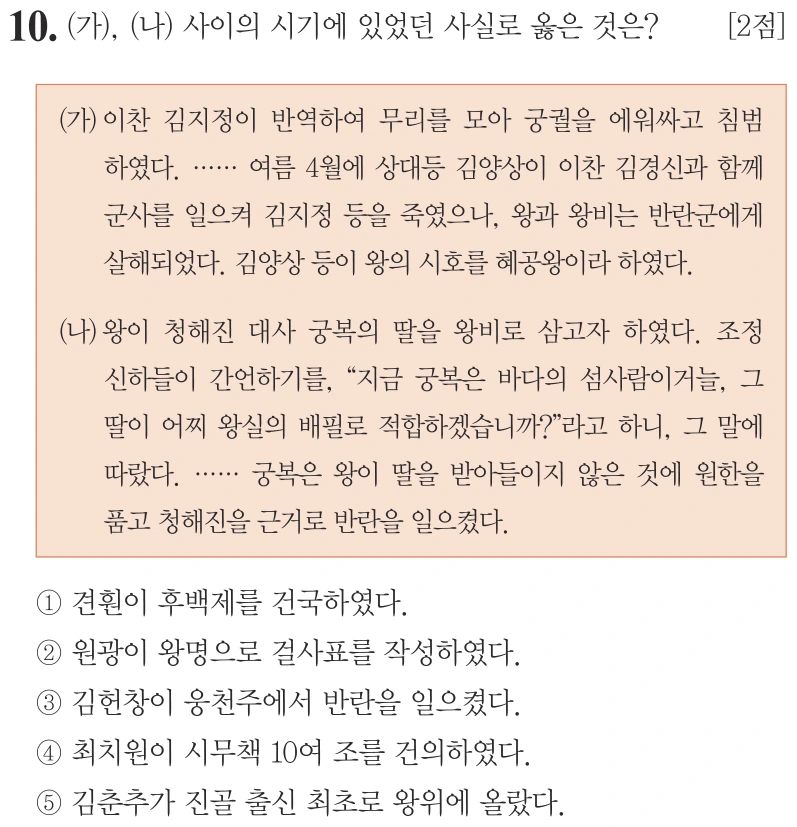 10. (가), (나) 사이의 시기에 있었던 사실로 옳은 것은? [2점]
(가) 이찬 김지정이 반역하여 무리를 모아 궁궐을 에워싸고 침범
하였다. …… 여름 4월에 상대등 김양상이 이찬 김경신과 함께
군사를 일으켜 김지정 등을 죽였으나, 왕과 왕비는 반란군에게
살해되었다. 김양상 등이 왕의 시호를 혜공왕이라 하였다.
(나) 왕이 청해진 대사 궁복의 딸을 왕비로 삼고자 하였다. 조정
신하들이 간언하기를, “지금 궁복은 바다의 섬사람이거늘, 그
딸이 어찌 왕실의 배필로 적합하겠습니까?”라고 하니, 그 말에
따랐다. …… 궁복은 왕이 딸을 받아들이지 않은 것에 원한을
품고 청해진을 근거로 반란을 일으켰다.
① 견훤이 후백제를 건국하였다.
② 원광이 왕명으로 걸사표를 작성하였다.
③ 김헌창이 웅천주에서 반란을 일으켰다.
④ 최치원이 시무책 10여 조를 건의하였다.
⑤ 김춘추가 진골 출신 최초로 왕위에 올랐다.